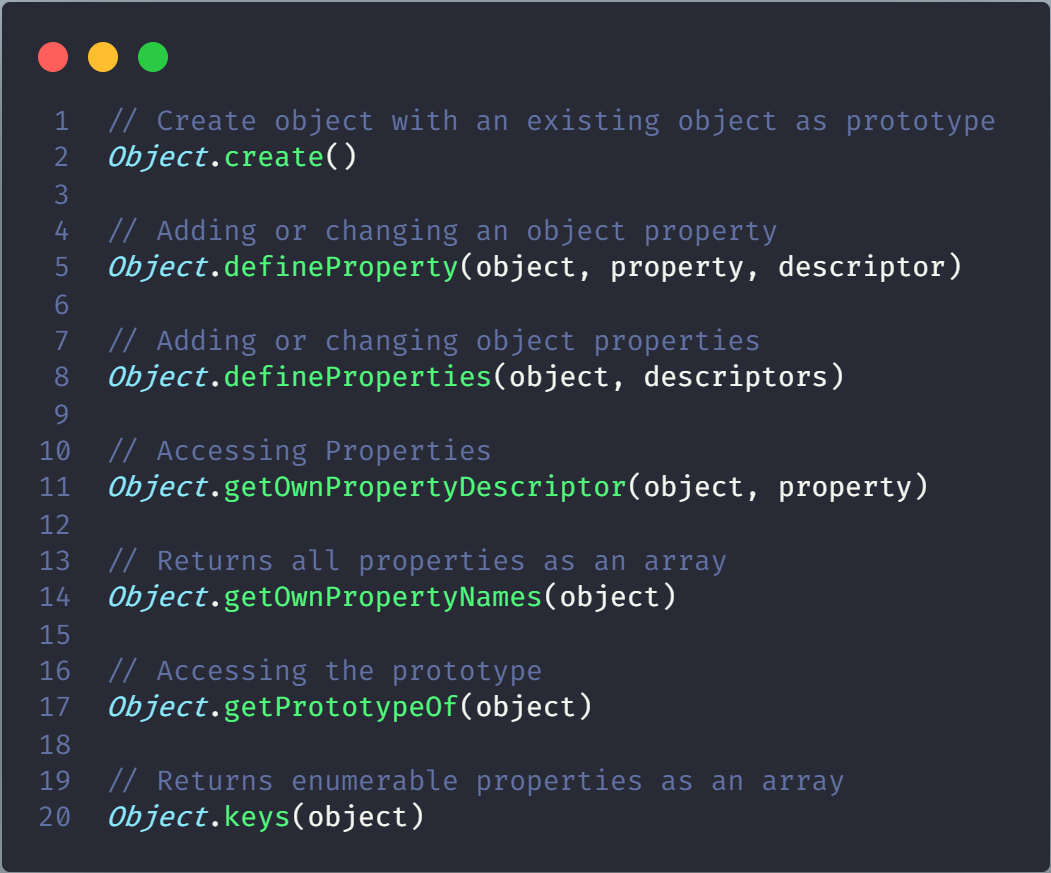 1 // Create object with an existing object as prototype
2 Object.create()
3
4 // Adding or changing an object property
5 Object.defineProperty(object, property, descriptor)
6
7 // Adding or changing object properties
8 Object.defineProperties(object, descriptors)
9
10 // Accessing Properties
11 Object.getOwnPropertyDescriptor(object, property)
12
13 // Returns all properties as an array
14 Object.getOwnPropertyNames(object)
15
16 // Accessing the prototype
17 Object.getPrototypeOf(object)
18
19 // Returns enumerable properties as an array
20 Object.keys(object)